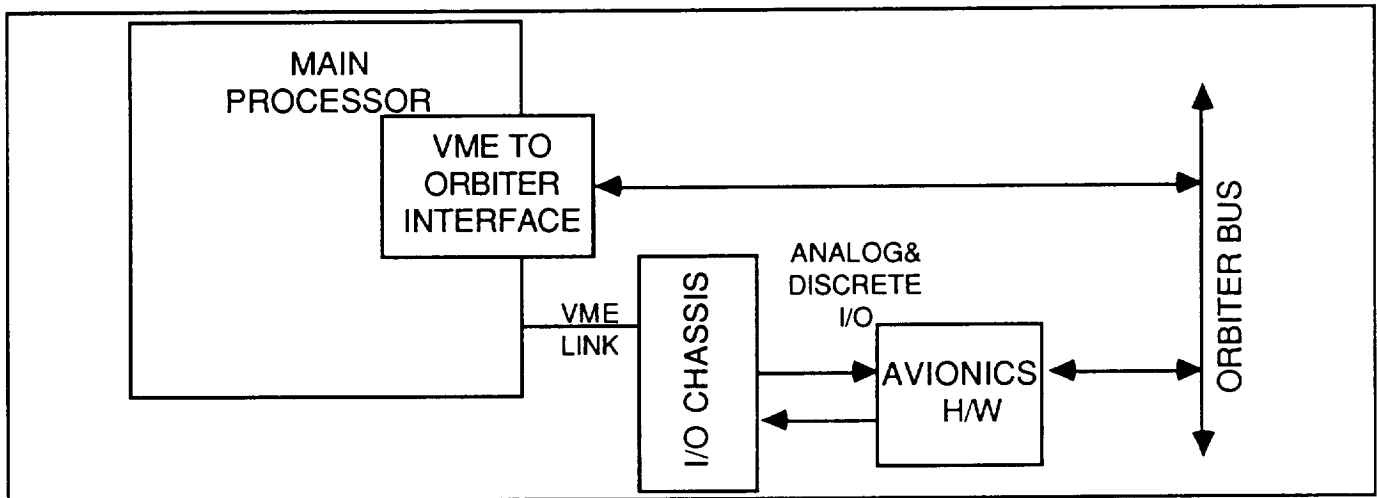 MAIN
PROCESSOR
VME TO
ORBITER
INTERFACE
VME
LINK
I/O CHASSIS
ANALOG&
DISCRETE
I/O
AVIONICS
H/W
ORBITER BUS